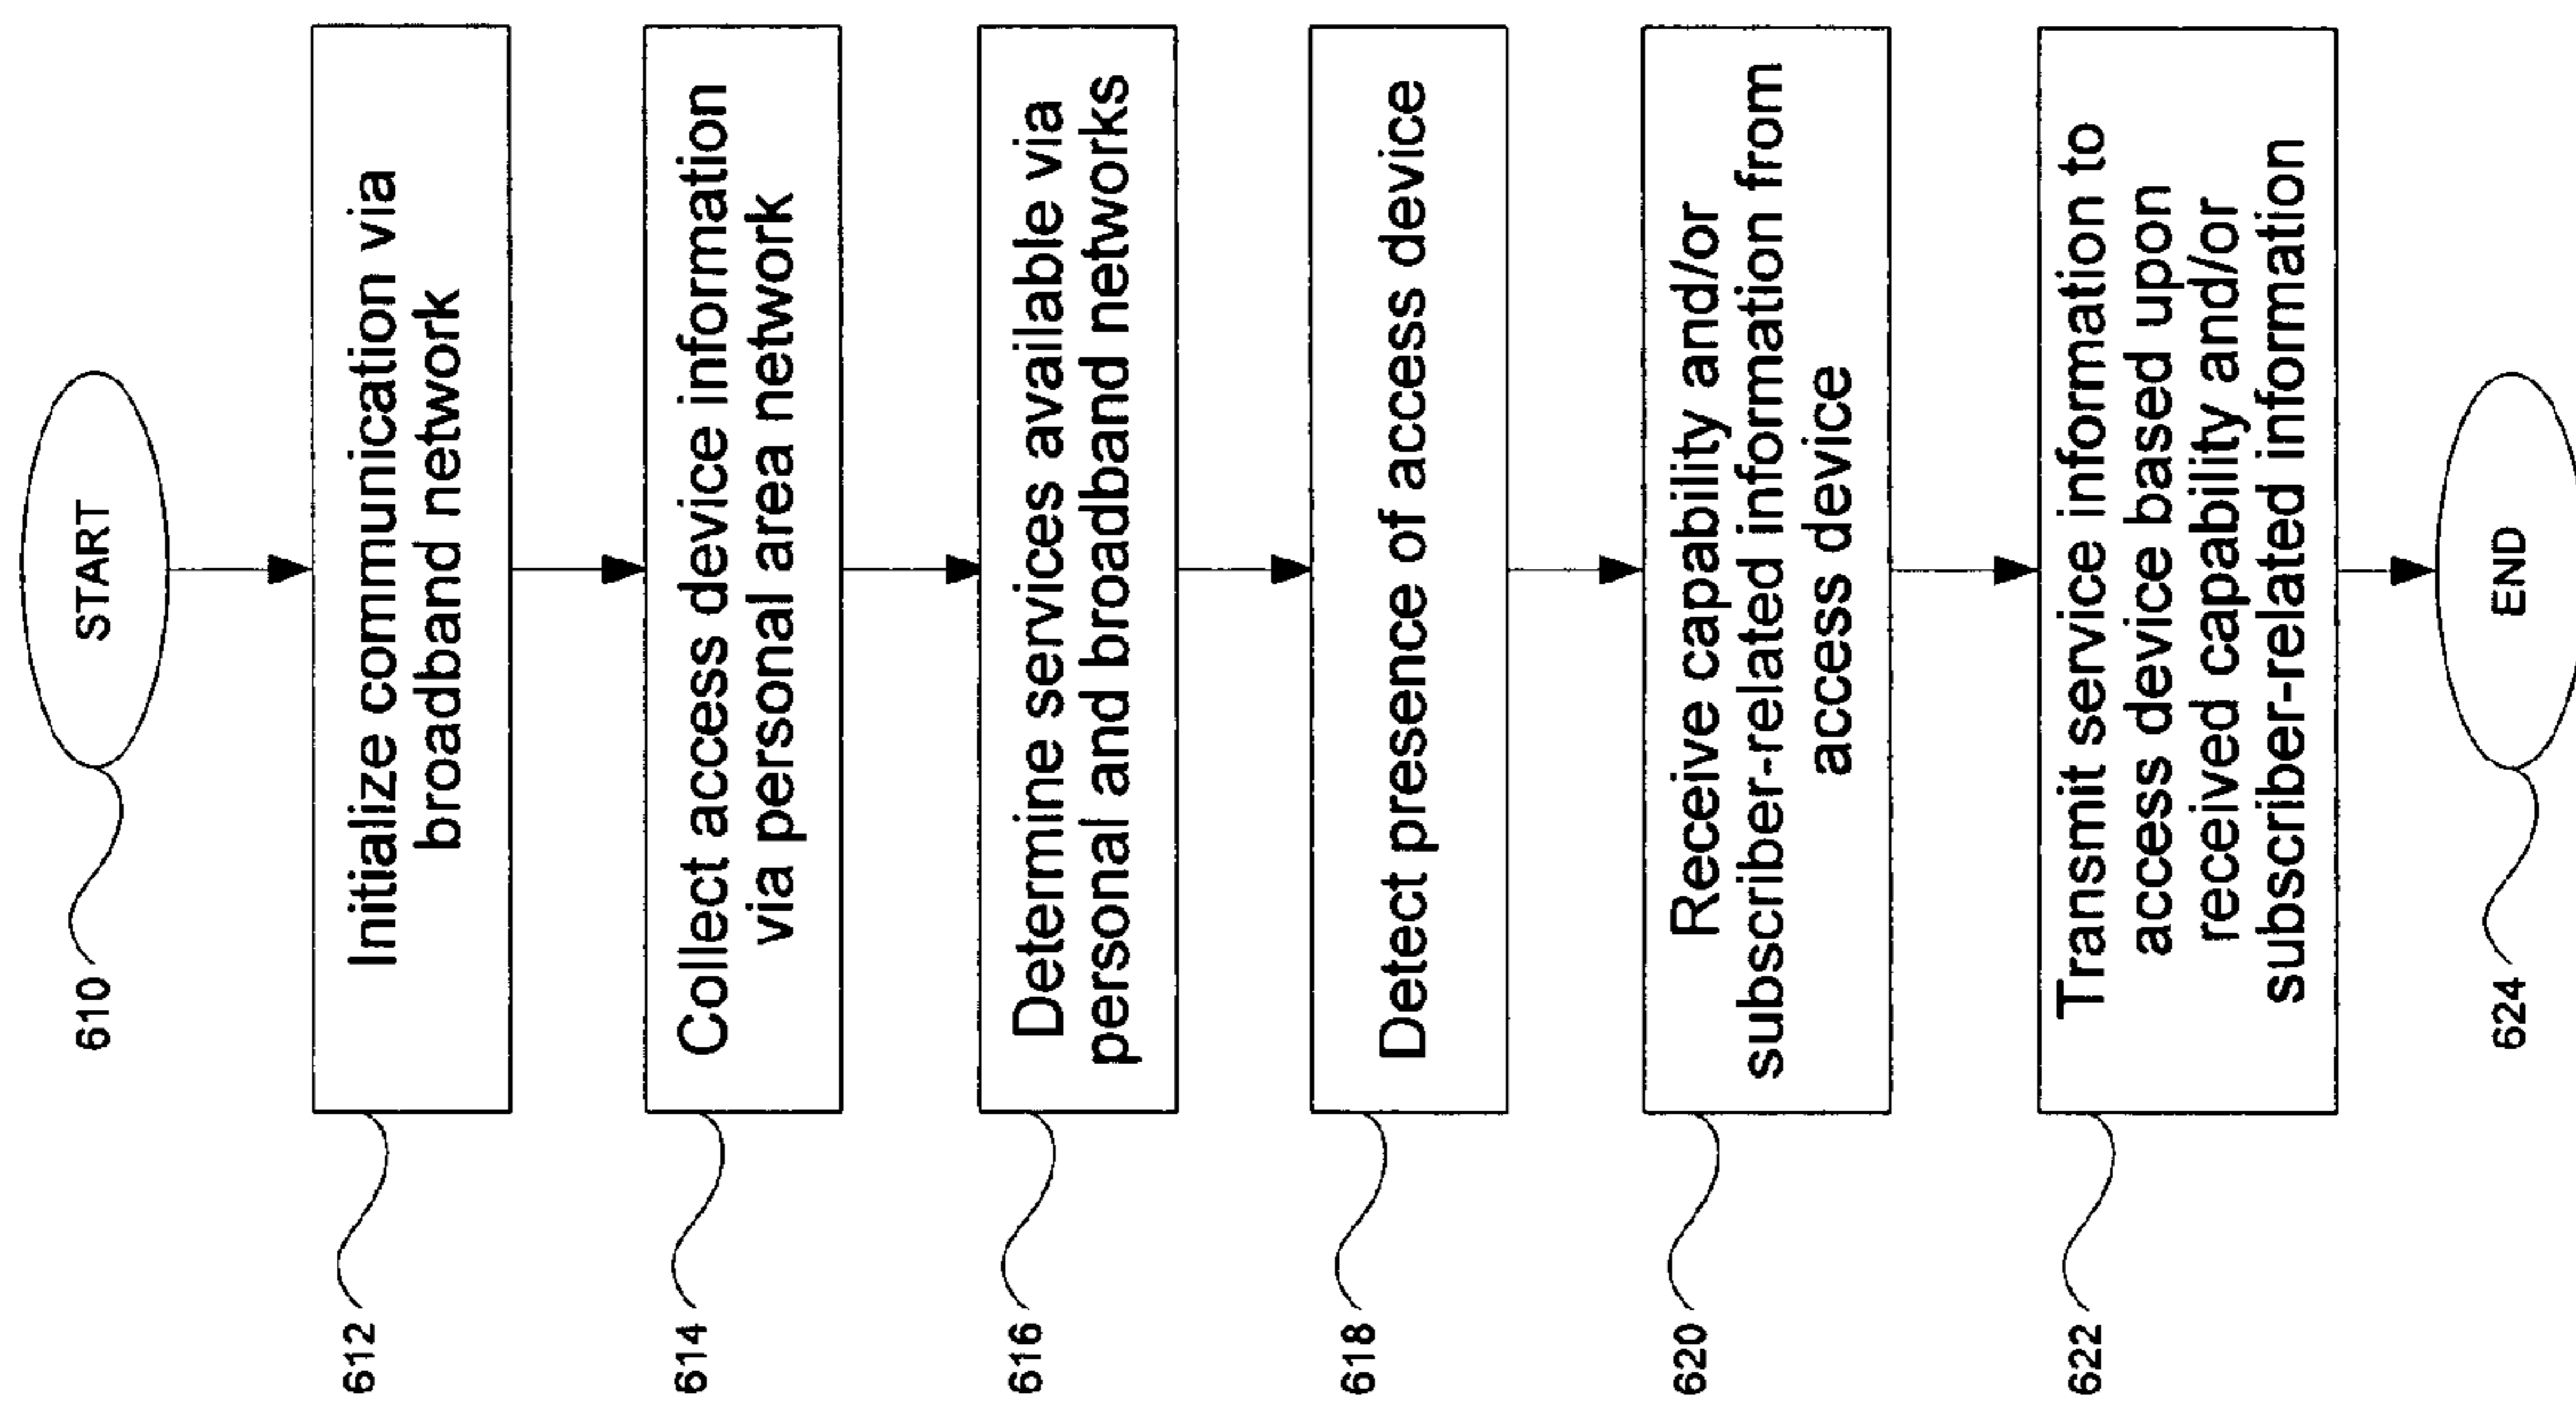 START
610
Initialize communication via
broadband network
612
Collect access device information
via personal area network
614
Determine services available via
personal and broadband networks
616
Detect presence of access device
618
Receive capability and/or
subscriber-related information from
access device
620
Transmit service information to
access device based upon
received capability and/or
subscriber-related information
622
END
624